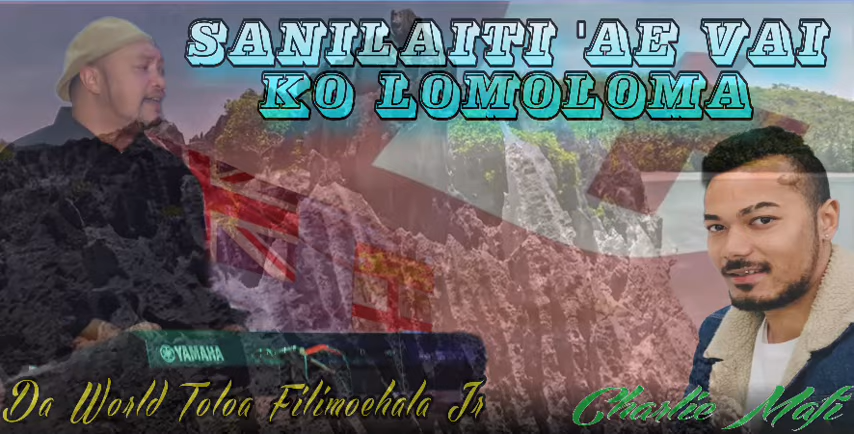 SANILAITI 'AE VAI
KO LOMOLOMA
YAMAHA
Da World Toloa Filimoehala Jr
Charlie Mafi